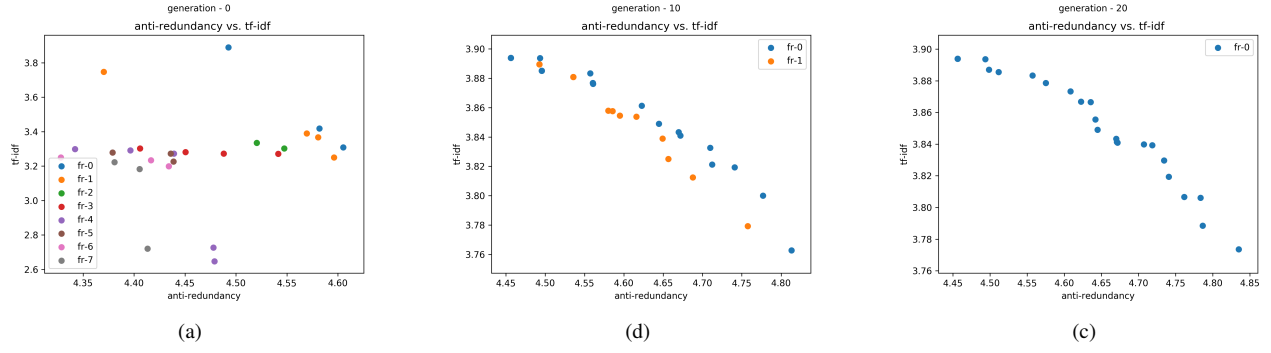 generation - 0
anti-redundancy vs. tf-idf
tf-idf
3.8
3.6
3.4
3.2
3.0
2.8
2.6
fr-0
fr-1
fr-2
fr-3
fr-4
fr-5
fr-6
fr-7
4.35 4.40 4.45 4.50 4.55 4.60
anti-redundancy
(a)
generation - 10
anti-redundancy vs. tf-idf
tf-idf
3.90
3.88
3.86
3.84
3.82
3.80
3.78
3.76
fr-0
fr-1
4.45 4.50 4.55 4.60 4.65 4.70 4.75 4.80
anti-redundancy
(d)
generation - 20
anti-redundancy vs. tf-idf
tf-idf
3.90
3.88
3.86
3.84
3.82
3.80
3.78
3.76
fr-0
4.45 4.50 4.55 4.60 4.65 4.70 4.75 4.80 4.85
anti-redundancy
(c)